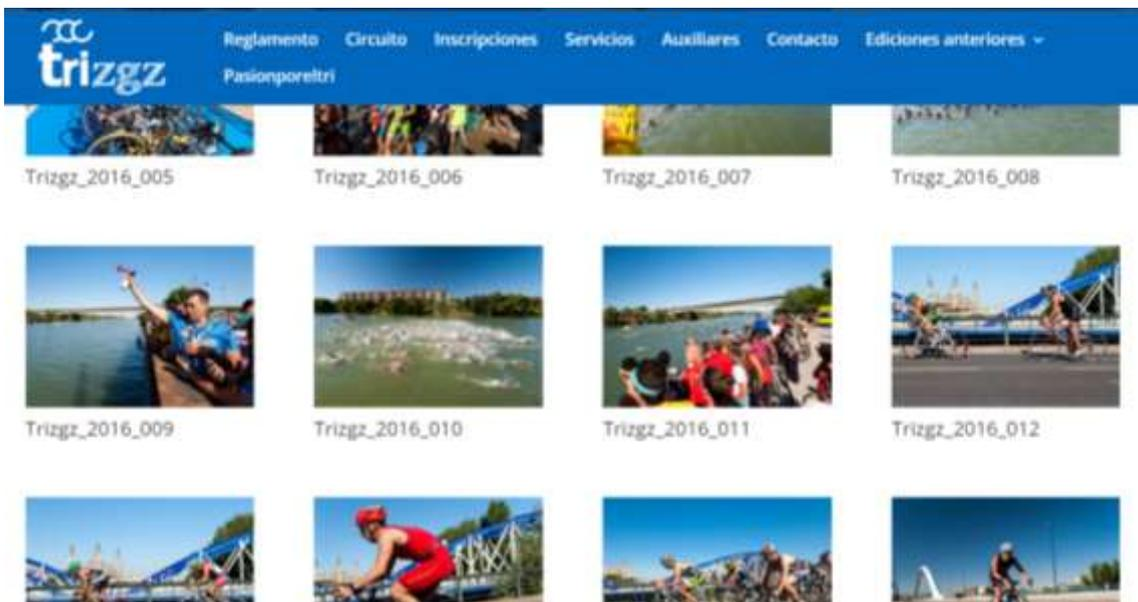 trizgz
Reglamento Circuito Inscripciones Servicios Auxiliares Contacto Ediciones anteriores
Pasionporeltri
Trizgz_2016_005 Trizgz_2016_006 Trizgz_2016_007 Trizgz_2016_008
Trizgz_2016_009 Trizgz_2016_010 Trizgz_2016_011 Trizgz_2016_012